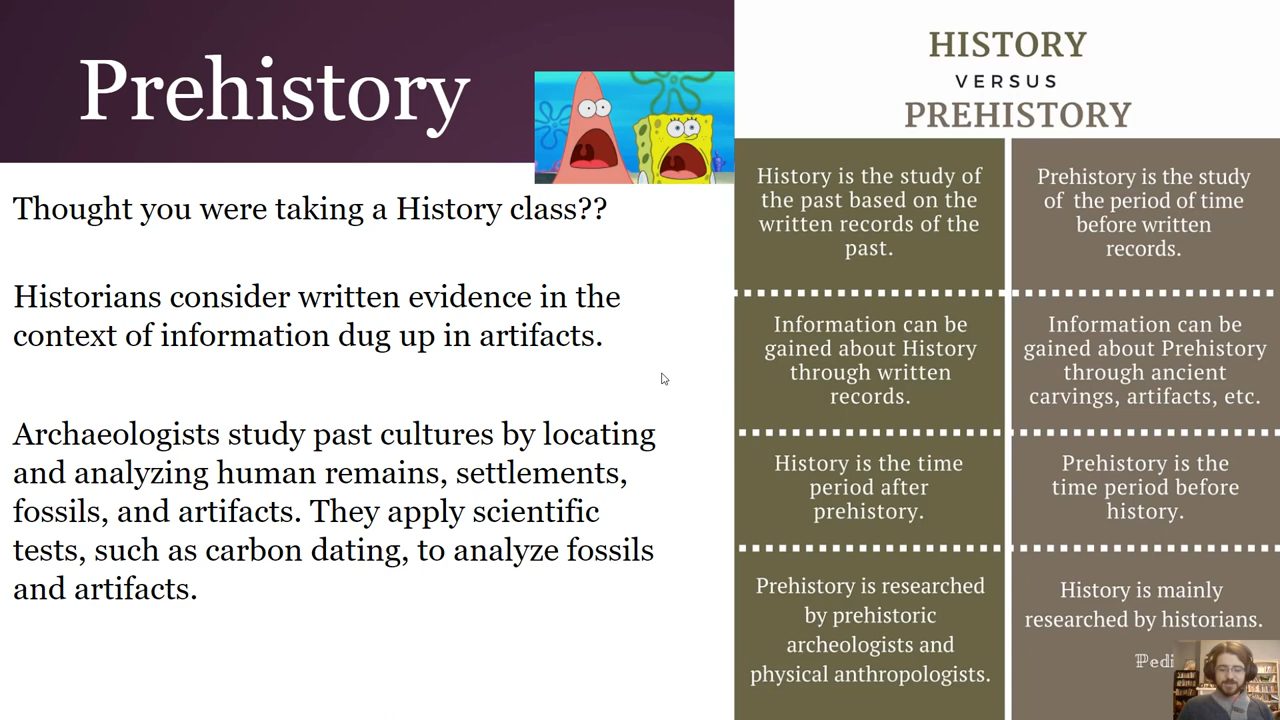 Prehistory
Thought you were taking a History class??
Historians consider written evidence in the
context of information dug up in artifacts.
Archaeologists study past cultures by locating
and analyzing human remains, settlements,
fossils, and artifacts. They apply scientific
tests, such as carbon dating, to analyze fossils
and artifacts.
HISTORY
VERSUS
PREHISTORY
History is the study of
the past based on the
written records of the
past.
Prehistory is the study
of the period of time
before written
records.
Information can be
gained about History
through written
records.
Information can be
gained about Prehistory
through ancient
carvings, artifacts, etc.
History is the time
period after
prehistory.
Prehistory is the
time period before
history.
Prehistory is researched
by prehistoric
archeologists and
physical anthropologists.
History is mainly
researched by historians.